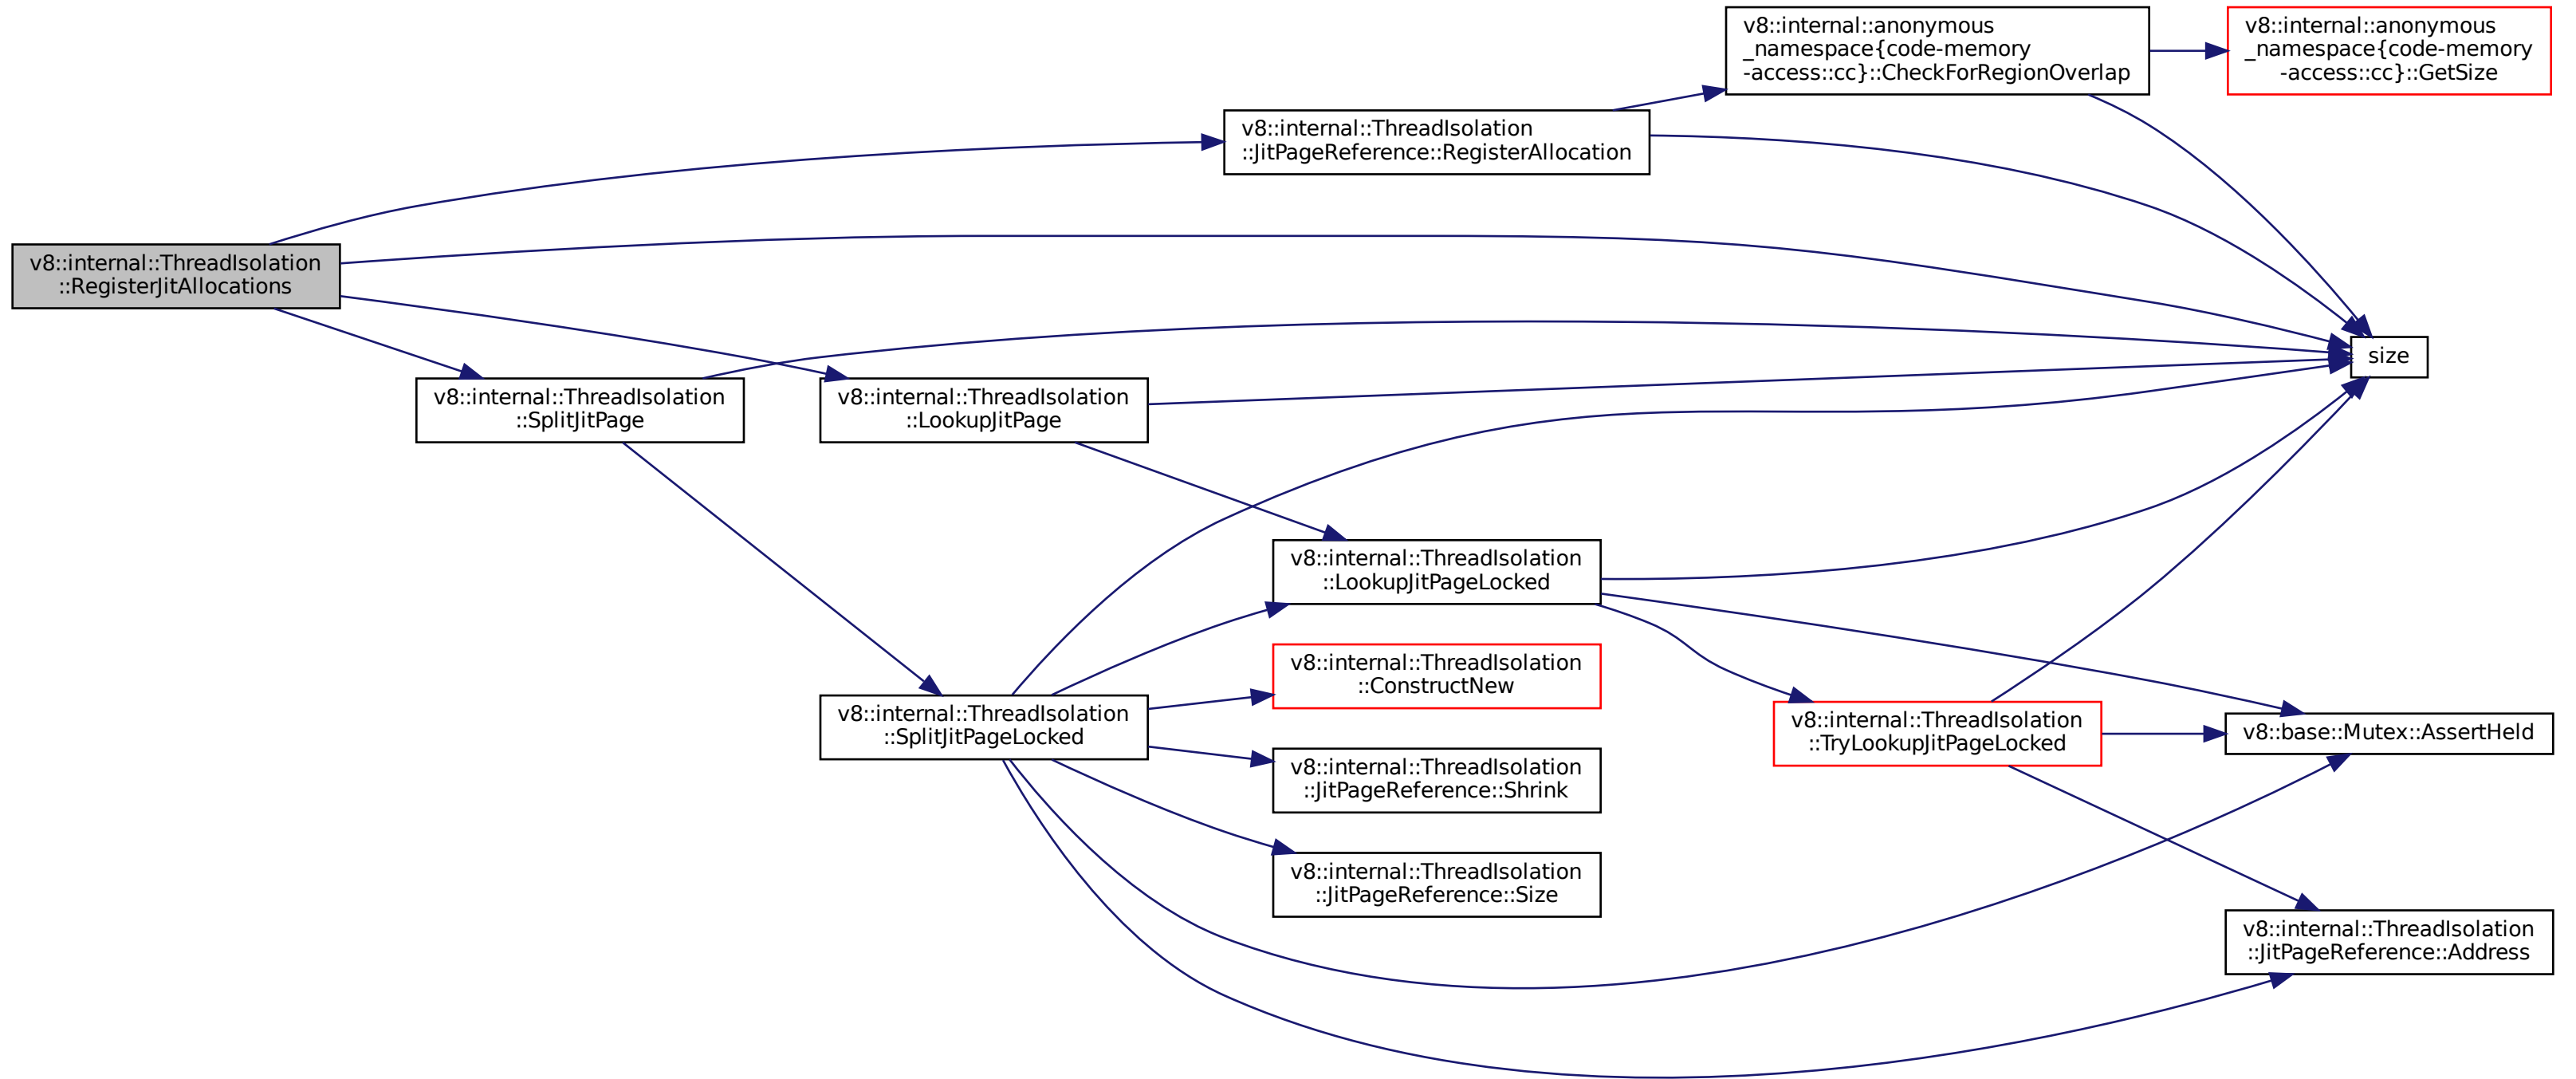 v8::internal::anonymous
_namespace{code-memory
-access::cc}::CheckForRegionOverlap
v8::internal::anonymous
_namespace{code-memory
-access::cc}::GetSize
v8::internal::ThreadIsolation
::JitPageReference::RegisterAllocation
v8::internal::ThreadIsolation
::RegisterJitAllocations
size
v8::internal::ThreadIsolation
::SplitJitPage
v8::internal::ThreadIsolation
::LookupJitPage
v8::internal::ThreadIsolation
::LookupJitPageLocked
v8::internal::ThreadIsolation
::ConstructNew
v8::internal::ThreadIsolation
::SplitJitPageLocked
v8::internal::ThreadIsolation
::TryLookupJitPageLocked
v8::base::Mutex::AssertHeld
v8::internal::ThreadIsolation
::JitPageReference::Shrink
v8::internal::ThreadIsolation
::JitPageReference::Size
v8::internal::ThreadIsolation
::JitPageReference::Address